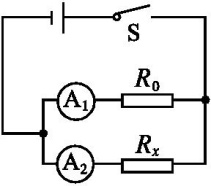 S
A₁ R₀
A₂ Rₓ